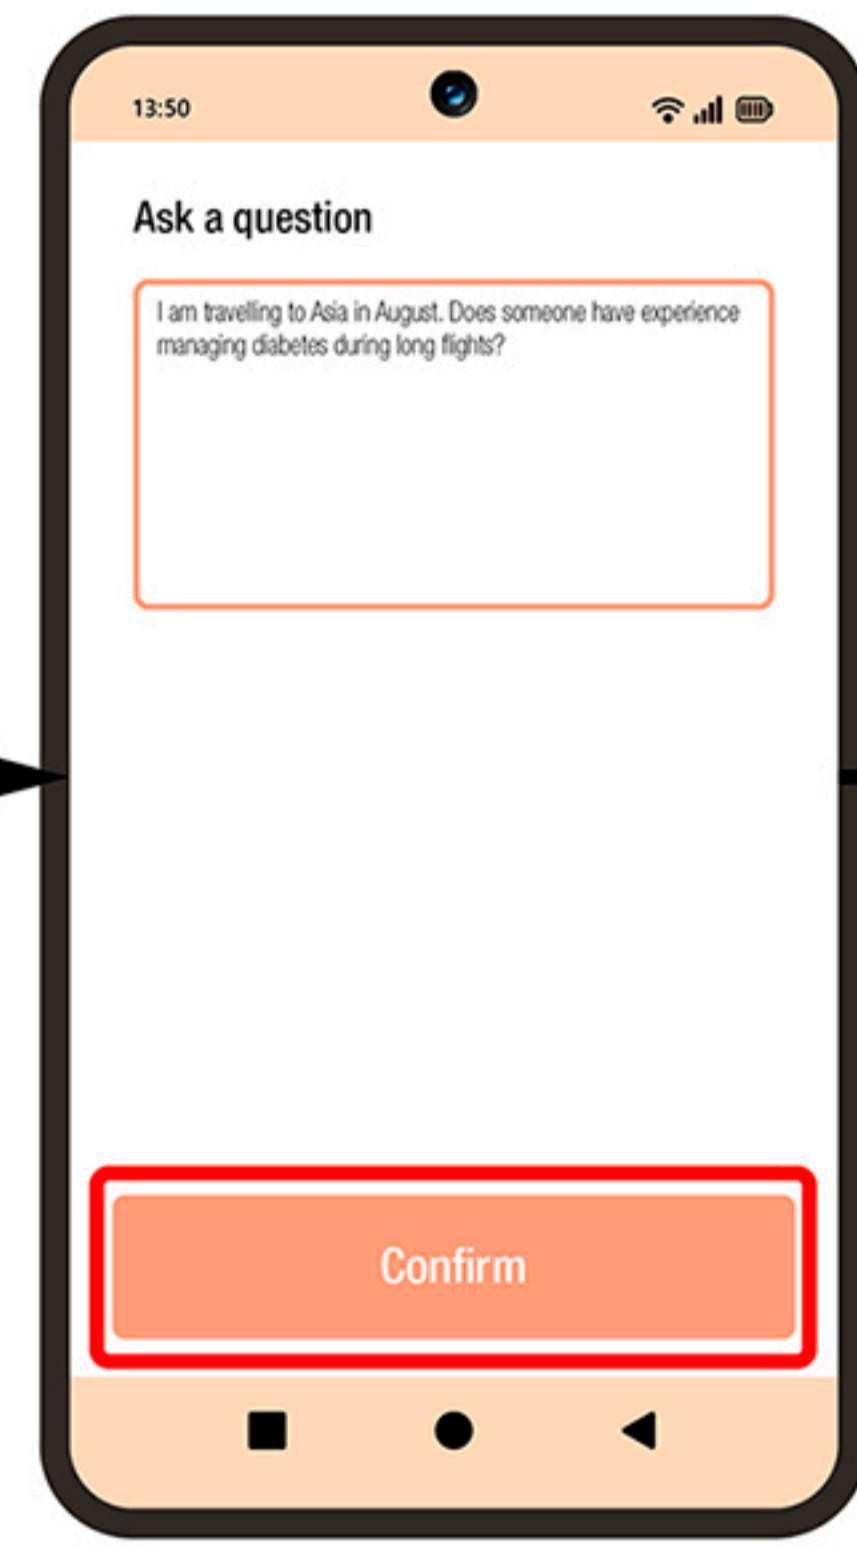 13:50
Ask a question
I am travelling to Asia in August. Does someone have experience
managing diabetes during long flights?
Confirm